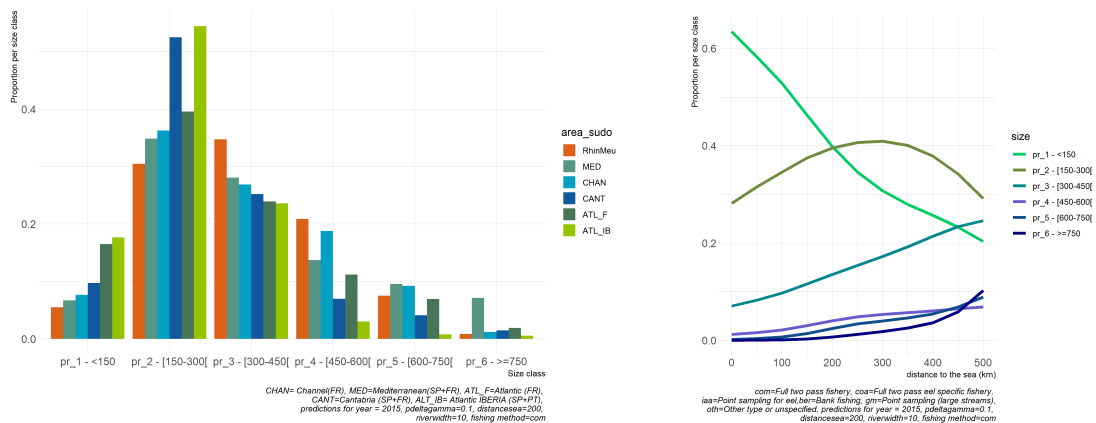 Proportion per size class
0.4
0.2
0.0
pr_1 - <150
pr_2 - [150-300[
pr_3 - [300-450[
pr_4 - [450-600[
pr_5 - [600-750[
pr_6 - >=750
Size class
area_sudo
RhinMeu
MED
CHAN
CANT
ATL_F
ATL_IB
CHAN= Channel(FR), MED=Mediterranean(SP+FR), ATL_F=Atlantic (FR),
CANT=Cantabria (SP+FR), ALT_IB= Atlantic IBERIA (SP+PT),
predictions for year = 2015, pdeltagamma=0.1, distancesea=200,
riverwidth=10, fishing method=com
Proportion per size class
0.6
0.4
0.2
0.0
0
100
200
300
400
500
distance to the sea (km)
size
pr_1 - <150
pr_2 - [150-300[
pr_3 - [300-450[
pr_4 - [450-600[
pr_5 - [600-750[
pr_6 - >=750
com=Full two pass fishery, coa=Full two pass eel specific fishery,
iaa=Point sampling for eel,ber=Bank fishing, gm=Point sampling (large streams),
oth=Other type or unspecified, predictions for year = 2015, pdeltagamma=0.1,
distancesea=200, riverwidth=10, fishing method=com